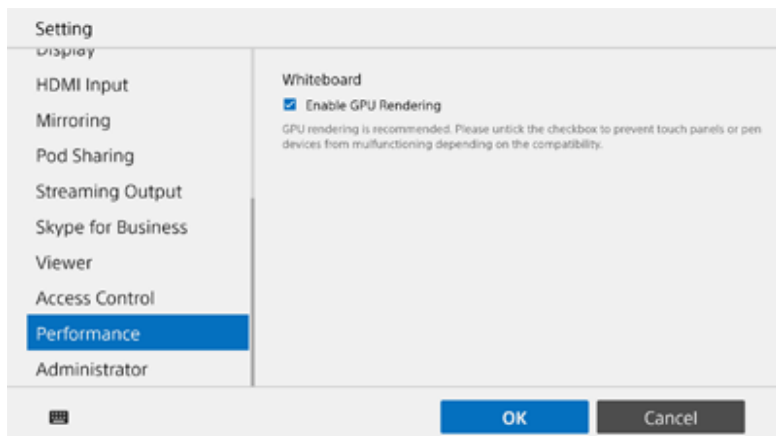 Setting
Display
HDMI Input
Mirroring
Pod Sharing
Streaming Output
Skype for Business
Viewer
Access Control
Performance
Administrator
Whiteboard
Enable GPU Rendering
GPU rendering is recommended. Please untick the checkbox to prevent touch panels or pen
devices from mulfunctioning depending on the compatibility.
OK
Cancel